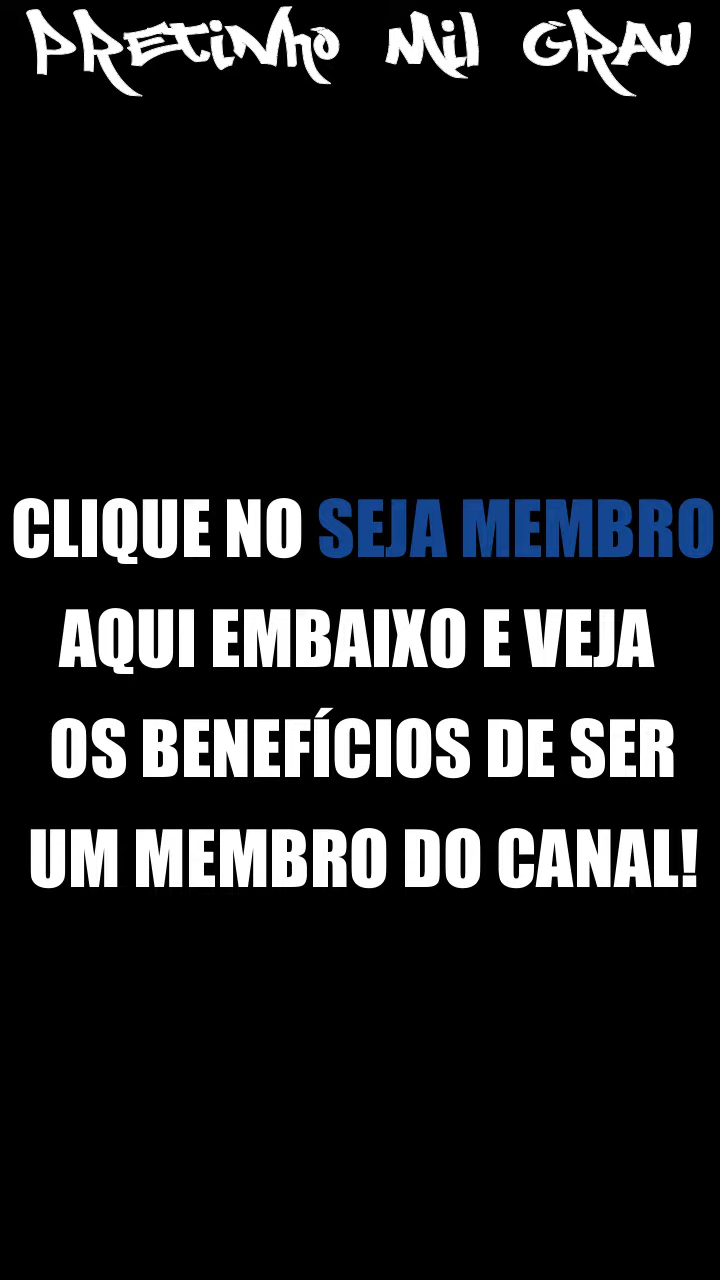 PRETINHO MIL GRAU
CLIQUE NO SEJA MEMBRO
AQUI EMBAIXO E VEJA
OS BENEFÍCIOS DE SER
UM MEMBRO DO CANAL!